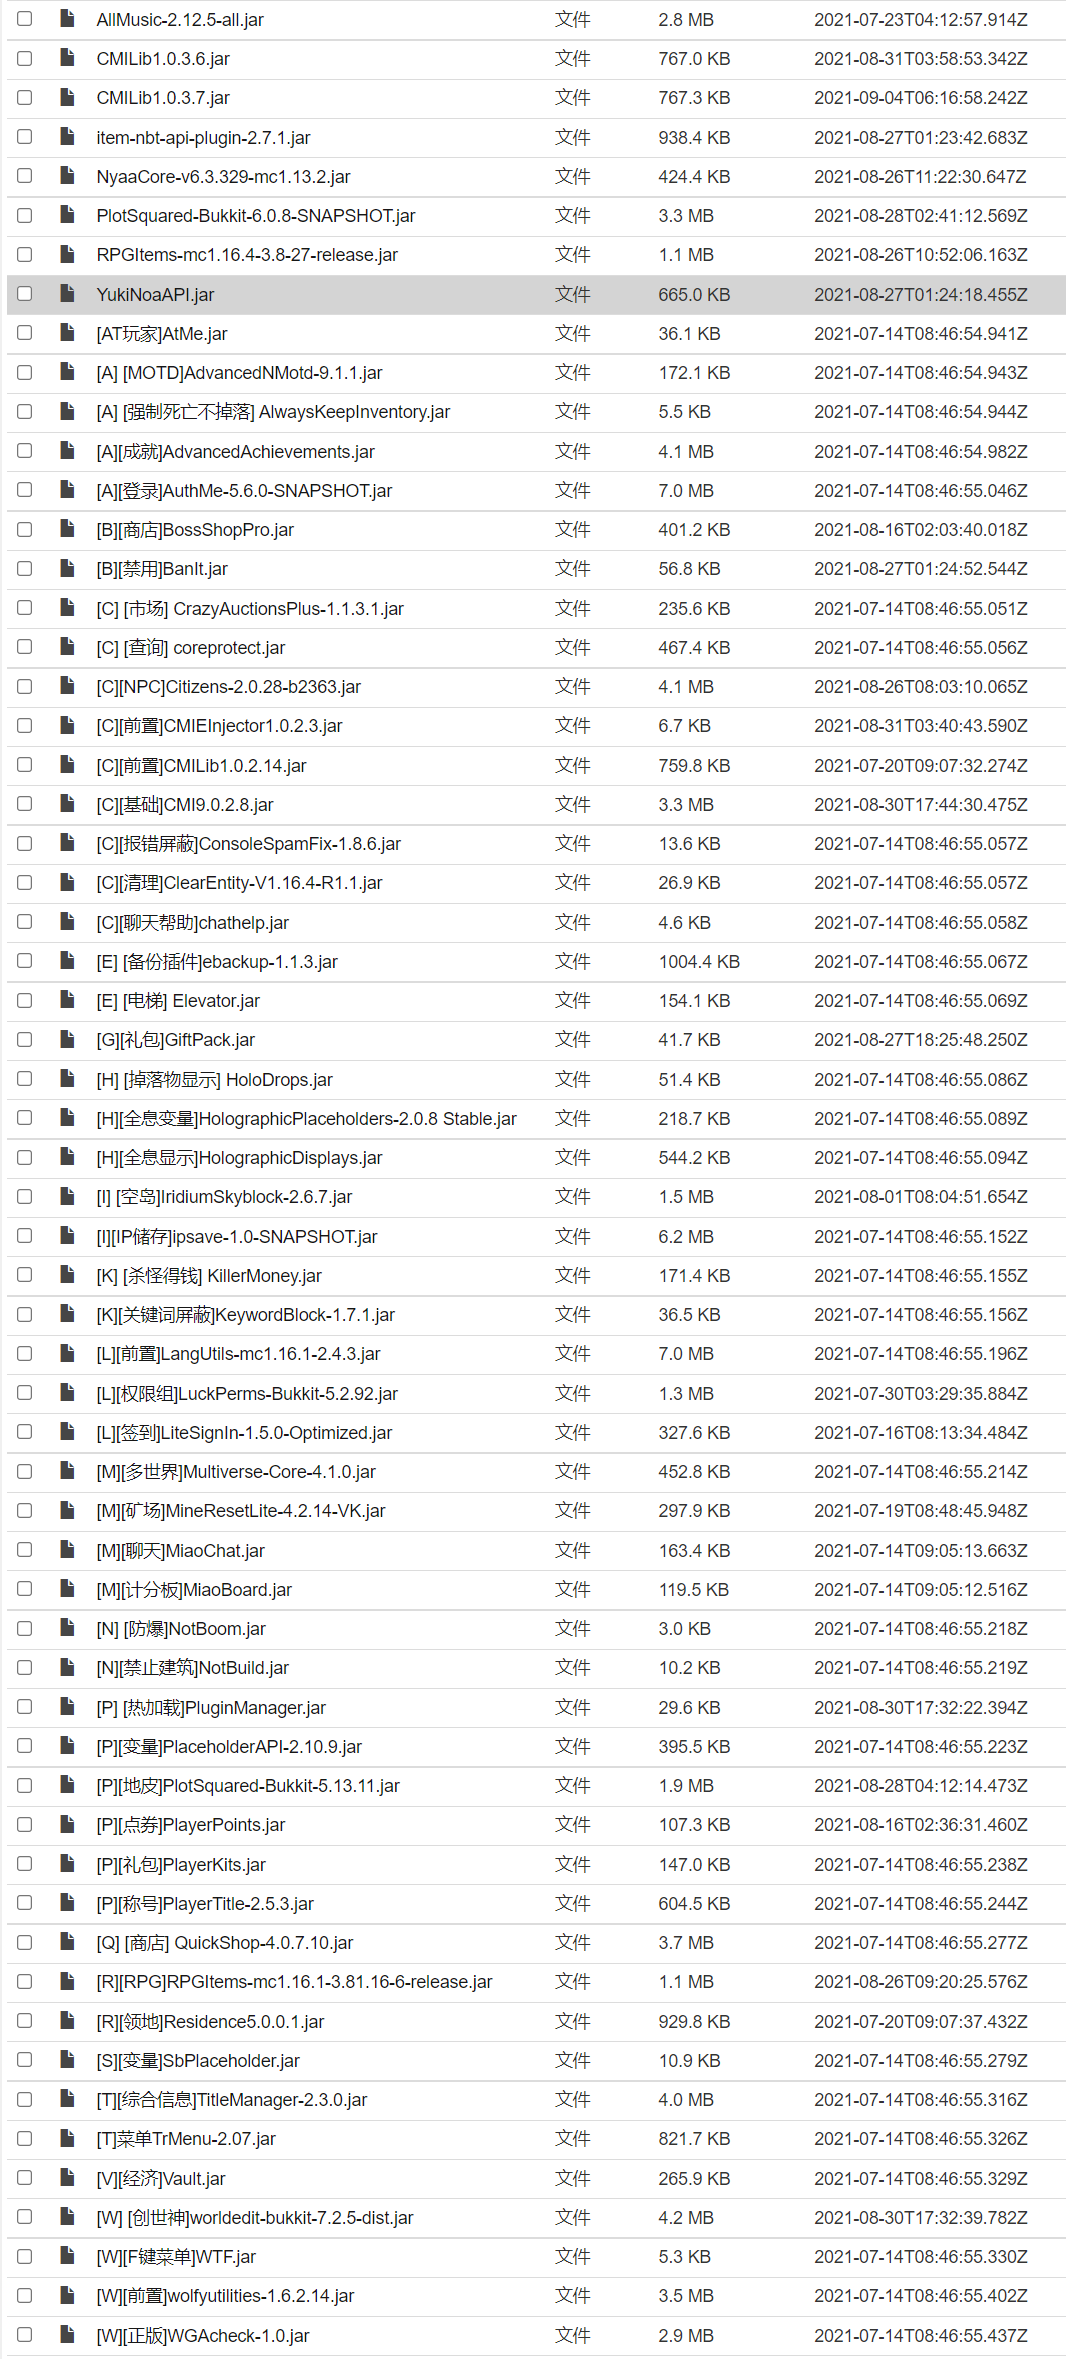 AllMusic-2.12.5-all.jar 文件 2.8 MB 2021-07-23T04:12:57.914Z
CMILib1.0.3.6.jar 文件 767.0 KB 2021-08-31T03:58:53.342Z
CMILib1.0.3.7.jar 文件 767.3 KB 2021-09-04T06:16:58.242Z
item-nbt-api-plugin-2.7.1.jar 文件 938.4 KB 2021-08-27T01:23:42.683Z
NyaaCore-v6.3.329-mc1.13.2.jar 文件 424.4 KB 2021-08-26T11:22:30.647Z
PlotSquared-Bukkit-6.0.8-SNAPSHOT.jar 文件 3.3 MB 2021-08-28T02:41:12.569Z
RPGItems-mc1.16.4-3.8-27-release.jar 文件 1.1 MB 2021-08-26T10:52:06.163Z
YukiNoaAPI.jar 文件 665.0 KB 2021-08-27T01:24:18.455Z
[AT玩家]AtMe.jar 文件 36.1 KB 2021-07-14T08:46:54.941Z
[A] [MOTD]AdvancedNMotd-9.1.1.jar 文件 172.1 KB 2021-07-14T08:46:54.943Z
[A] [强制死亡不掉落] AlwaysKeepInventory.jar 文件 5.5 KB 2021-07-14T08:46:54.944Z
[A][成就]AdvancedAchievements.jar 文件 4.1 MB 2021-07-14T08:46:54.982Z
[A][登录]AuthMe-5.6.0-SNAPSHOT.jar 文件 7.0 MB 2021-07-14T08:46:55.046Z
[B][商店]BossShopPro.jar 文件 401.2 KB 2021-08-16T02:03:40.018Z
[B][禁用]BanIt.jar 文件 56.8 KB 2021-08-27T01:24:52.544Z
[C] [市场] CrazyAuctionsPlus-1.1.3.1.jar 文件 235.6 KB 2021-07-14T08:46:55.051Z
[C] [查询] coreprotect.jar 文件 467.4 KB 2021-07-14T08:46:55.056Z
[C][NPC]Citizens-2.0.28-b2363.jar 文件 4.1 MB 2021-08-26T08:03:10.065Z
[C][前置]CMIEInjector1.0.2.3.jar 文件 6.7 KB 2021-08-31T03:40:43.590Z
[C][前置]CMILib1.0.2.14.jar 文件 759.8 KB 2021-07-20T09:07:32.274Z
[C][基础]CMI9.0.2.8.jar 文件 3.3 MB 2021-08-30T17:44:30.475Z
[C][报错屏蔽]ConsoleSpamFix-1.8.6.jar 文件 13.6 KB 2021-07-14T08:46:55.057Z
[C][清理]ClearEntity-V1.16.4-R1.1.jar 文件 26.9 KB 2021-07-14T08:46:55.057Z
[C][聊天帮助]chathelp.jar 文件 4.6 KB 2021-07-14T08:46:55.058Z
[E] [备份插件]ebackup-1.1.3.jar 文件 1004.4 KB 2021-07-14T08:46:55.067Z
[E] [电梯] Elevator.jar 文件 154.1 KB 2021-07-14T08:46:55.069Z
[G][礼包]GiftPack.jar 文件 41.7 KB 2021-08-27T18:25:48.250Z
[H] [掉落物显示] HoloDrops.jar 文件 51.4 KB 2021-07-14T08:46:55.086Z
[H][全息变量]HolographicPlaceholders-2.0.8 Stable.jar 文件 218.7 KB 2021-07-14T08:46:55.089Z
[H][全息显示]HolographicDisplays.jar 文件 544.2 KB 2021-07-14T08:46:55.094Z
[I] [空岛]IridiumSkyblock-2.6.7.jar 文件 1.5 MB 2021-08-01T08:04:51.654Z
[I][IP储存]ipsave-1.0-SNAPSHOT.jar 文件 6.2 MB 2021-07-14T08:46:55.152Z
[K] [杀怪得钱] KillerMoney.jar 文件 171.4 KB 2021-07-14T08:46:55.155Z
[K][关键词屏蔽]KeywordBlock-1.7.1.jar 文件 36.5 KB 2021-07-14T08:46:55.156Z
[L][前置]LangUtils-mc1.16.1-2.4.3.jar 文件 7.0 MB 2021-07-14T08:46:55.196Z
[L][权限组]LuckPerms-Bukkit-5.2.92.jar 文件 1.3 MB 2021-07-30T03:29:35.884Z
[L][签到]LiteSignIn-1.5.0-Optimized.jar 文件 327.6 KB 2021-07-16T08:13:34.484Z
[M][多世界]Multiverse-Core-4.1.0.jar 文件 452.8 KB 2021-07-14T08:46:55.214Z
[M][矿场]MineResetLite-4.2.14-VK.jar 文件 297.9 KB 2021-07-19T08:48:45.948Z
[M][聊天]MiaoChat.jar 文件 163.4 KB 2021-07-14T09:05:13.663Z
[M][计分板]MiaoBoard.jar 文件 119.5 KB 2021-07-14T09:05:12.516Z
[N] [防爆]NotBoom.jar 文件 3.0 KB 2021-07-14T08:46:55.218Z
[N][禁止建筑]NotBuild.jar 文件 10.2 KB 2021-07-14T08:46:55.219Z
[P] [热加载]PluginManager.jar 文件 29.6 KB 2021-08-30T17:32:22.394Z
[P][变量]PlaceholderAPI-2.10.9.jar 文件 395.5 KB 2021-07-14T08:46:55.223Z
[P][地皮]PlotSquared-Bukkit-5.13.11.jar 文件 1.9 MB 2021-08-28T04:12:14.473Z
[P][点券]PlayerPoints.jar 文件 107.3 KB 2021-08-16T02:36:31.460Z
[P][礼包]PlayerKits.jar 文件 147.0 KB 2021-07-14T08:46:55.238Z
[P][称号]PlayerTitle-2.5.3.jar 文件 604.5 KB 2021-07-14T08:46:55.244Z
[Q] [商店] QuickShop-4.0.7.10.jar 文件 3.7 MB 2021-07-14T08:46:55.277Z
[R][RPG]RPGItems-mc1.16.1-3.81.16-6-release.jar 文件 1.1 MB 2021-08-26T09:20:25.576Z
[R][领地]Residence5.0.0.1.jar 文件 929.8 KB 2021-07-20T09:07:37.432Z
[S][变量]SbPlaceholder.jar 文件 10.9 KB 2021-07-14T08:46:55.279Z
[T][综合信息]TitleManager-2.3.0.jar 文件 4.0 MB 2021-07-14T08:46:55.316Z
[T]菜单TrMenu-2.07.jar 文件 821.7 KB 2021-07-14T08:46:55.326Z
[V][经济]Vault.jar 文件 265.9 KB 2021-07-14T08:46:55.329Z
[W] [创世神]worldedit-bukkit-7.2.5-dist.jar 文件 4.2 MB 2021-08-30T17:32:39.782Z
[W][F键菜单]WTF.jar 文件 5.3 KB 2021-07-14T08:46:55.330Z
[W][前置]wolfyutilities-1.6.2.14.jar 文件 3.5 MB 2021-07-14T08:46:55.402Z
[W][正版]WGAcheck-1.0.jar 文件 2.9 MB 2021-07-14T08:46:55.437Z